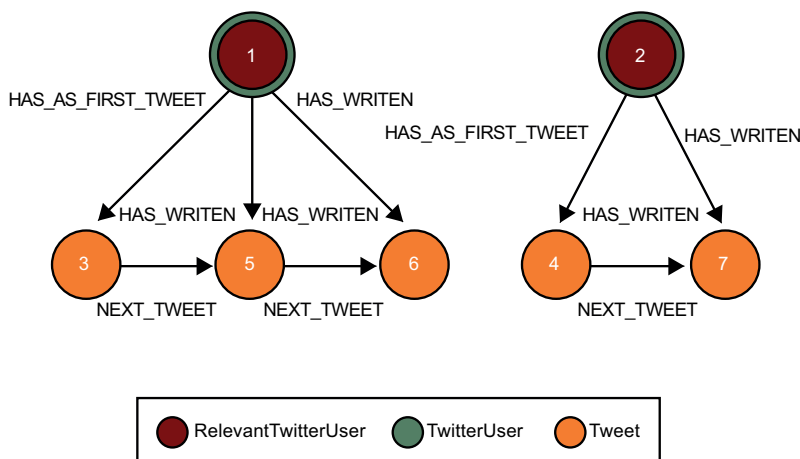 1
2
HAS_AS_FIRST_TWEET
HAS_WRITEN
HAS_AS_FIRST_TWEET
HAS_WRITEN
HAS_WRITEN
HAS_WRITEN
HAS_WRITEN
3
5
6
4
7
NEXT_TWEET
NEXT_TWEET
NEXT_TWEET
RelevantTwitterUser
TwitterUser
Tweet